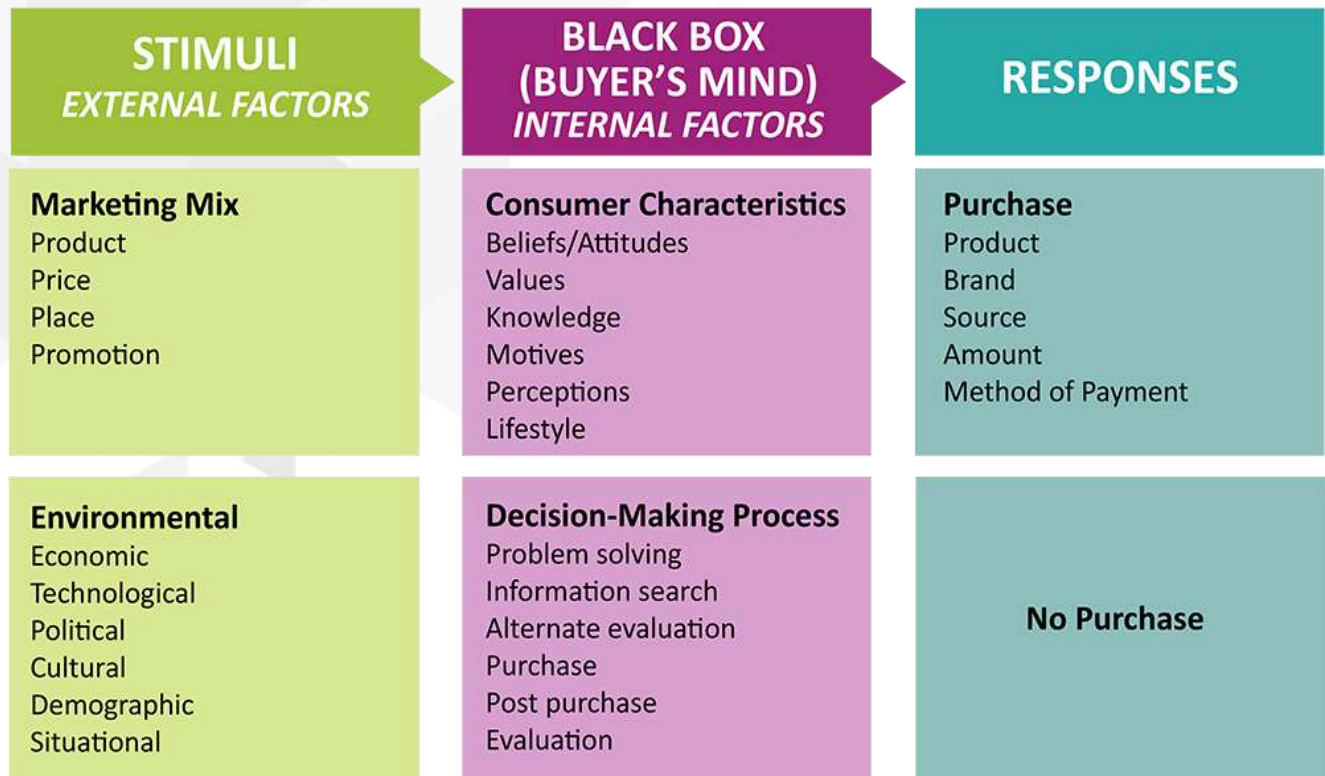 STIMULI
EXTERNAL FACTORS
BLACK BOX
(BUYER'S MIND)
INTERNAL FACTORS
RESPONSES
Marketing Mix
Product
Price
Place
Promotion
Consumer Characteristics
Beliefs/Attitudes
Values
Knowledge
Motives
Perceptions
Lifestyle
Purchase
Product
Brand
Source
Amount
Method of Payment
Environmental
Economic
Technological
Political
Cultural
Demographic
Situational
Decision-Making Process
Problem solving
Information search
Alternate evaluation
Purchase
Post purchase
Evaluation
No Purchase